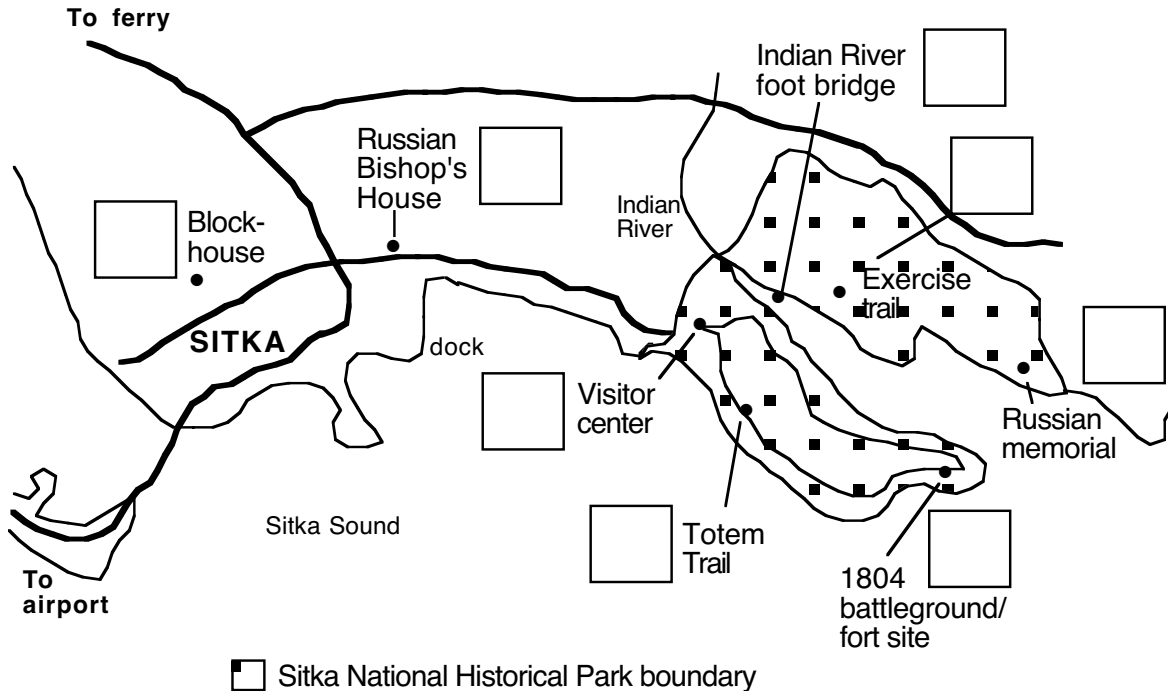 To ferry
Indian River
foot bridge
Russian
Bishop's
House
Block-
house
Indian
River
Exercise
trail
SITKA
dock
Visitor
center
Russian
memorial
Sitka Sound
Totem
Trail
To
airport
1804
battleground/
fort site
Sitka National Historical Park boundary